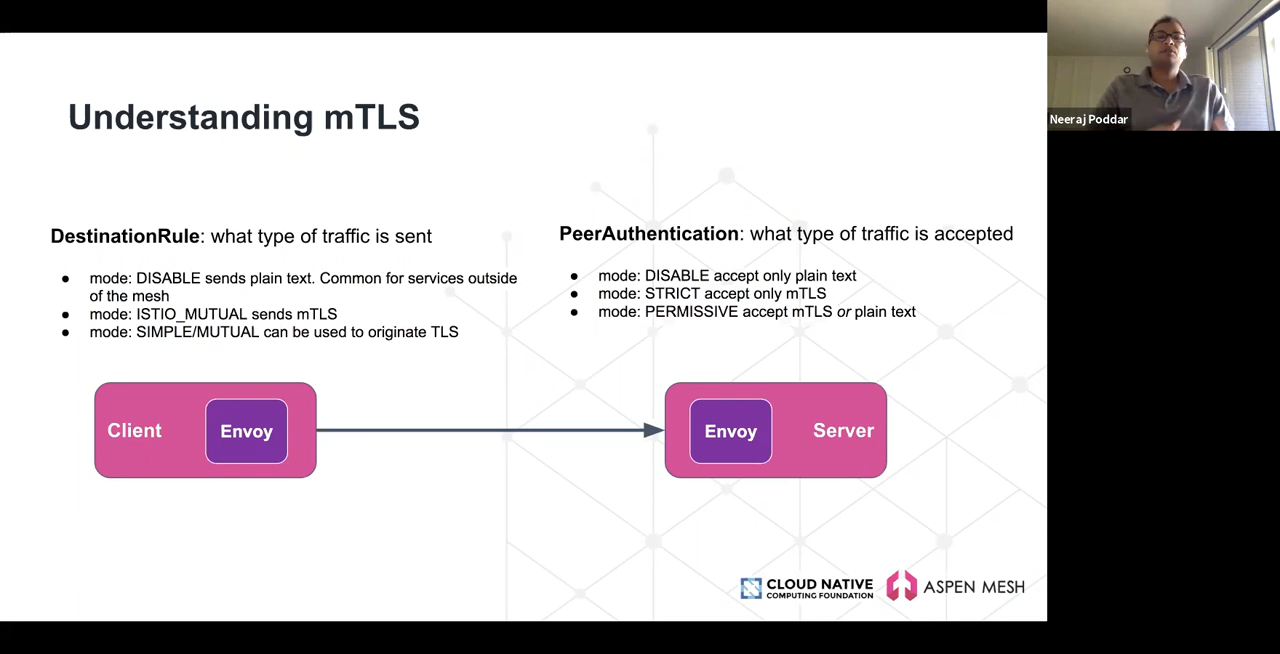 Understanding mTLS
DestinationRule: what type of traffic is sent
● mode: DISABLE sends plain text. Common for services outside
of the mesh
● mode: ISTIO_MUTUAL sends mTLS
● mode: SIMPLE/MUTUAL can be used to originate TLS
PeerAuthentication: what type of traffic is accepted
● mode: DISABLE accept only plain text
● mode: STRICT accept only mTLS
● mode: PERMISSIVE accept mTLS or plain text
Client
Envoy
Envoy
Server
CLOUD NATIVE
COMPUTING FOUNDATION
ASPEN MESH
Neeraj Poddar